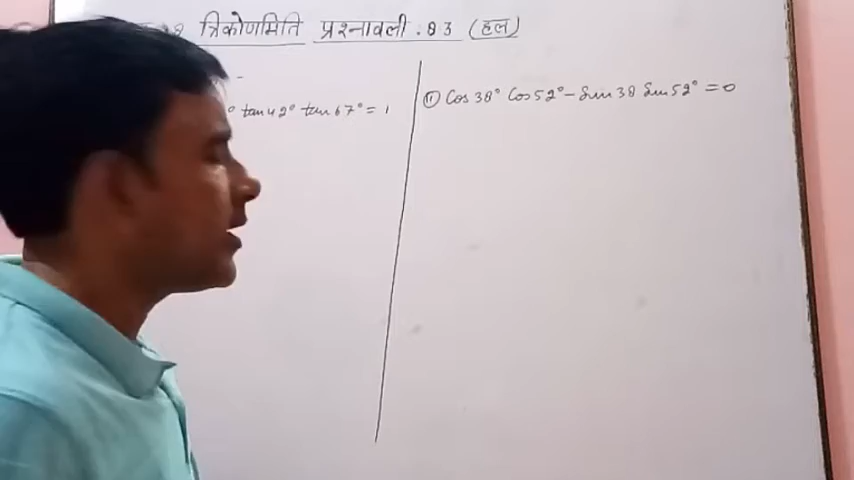 त्रिकोणमिति प्रश्नावली . 8 3 (हल)
° tan 42° tan 67° = 1
(ii) Cos 38° Cos 52° - Sin 38 Sin 52° = 0